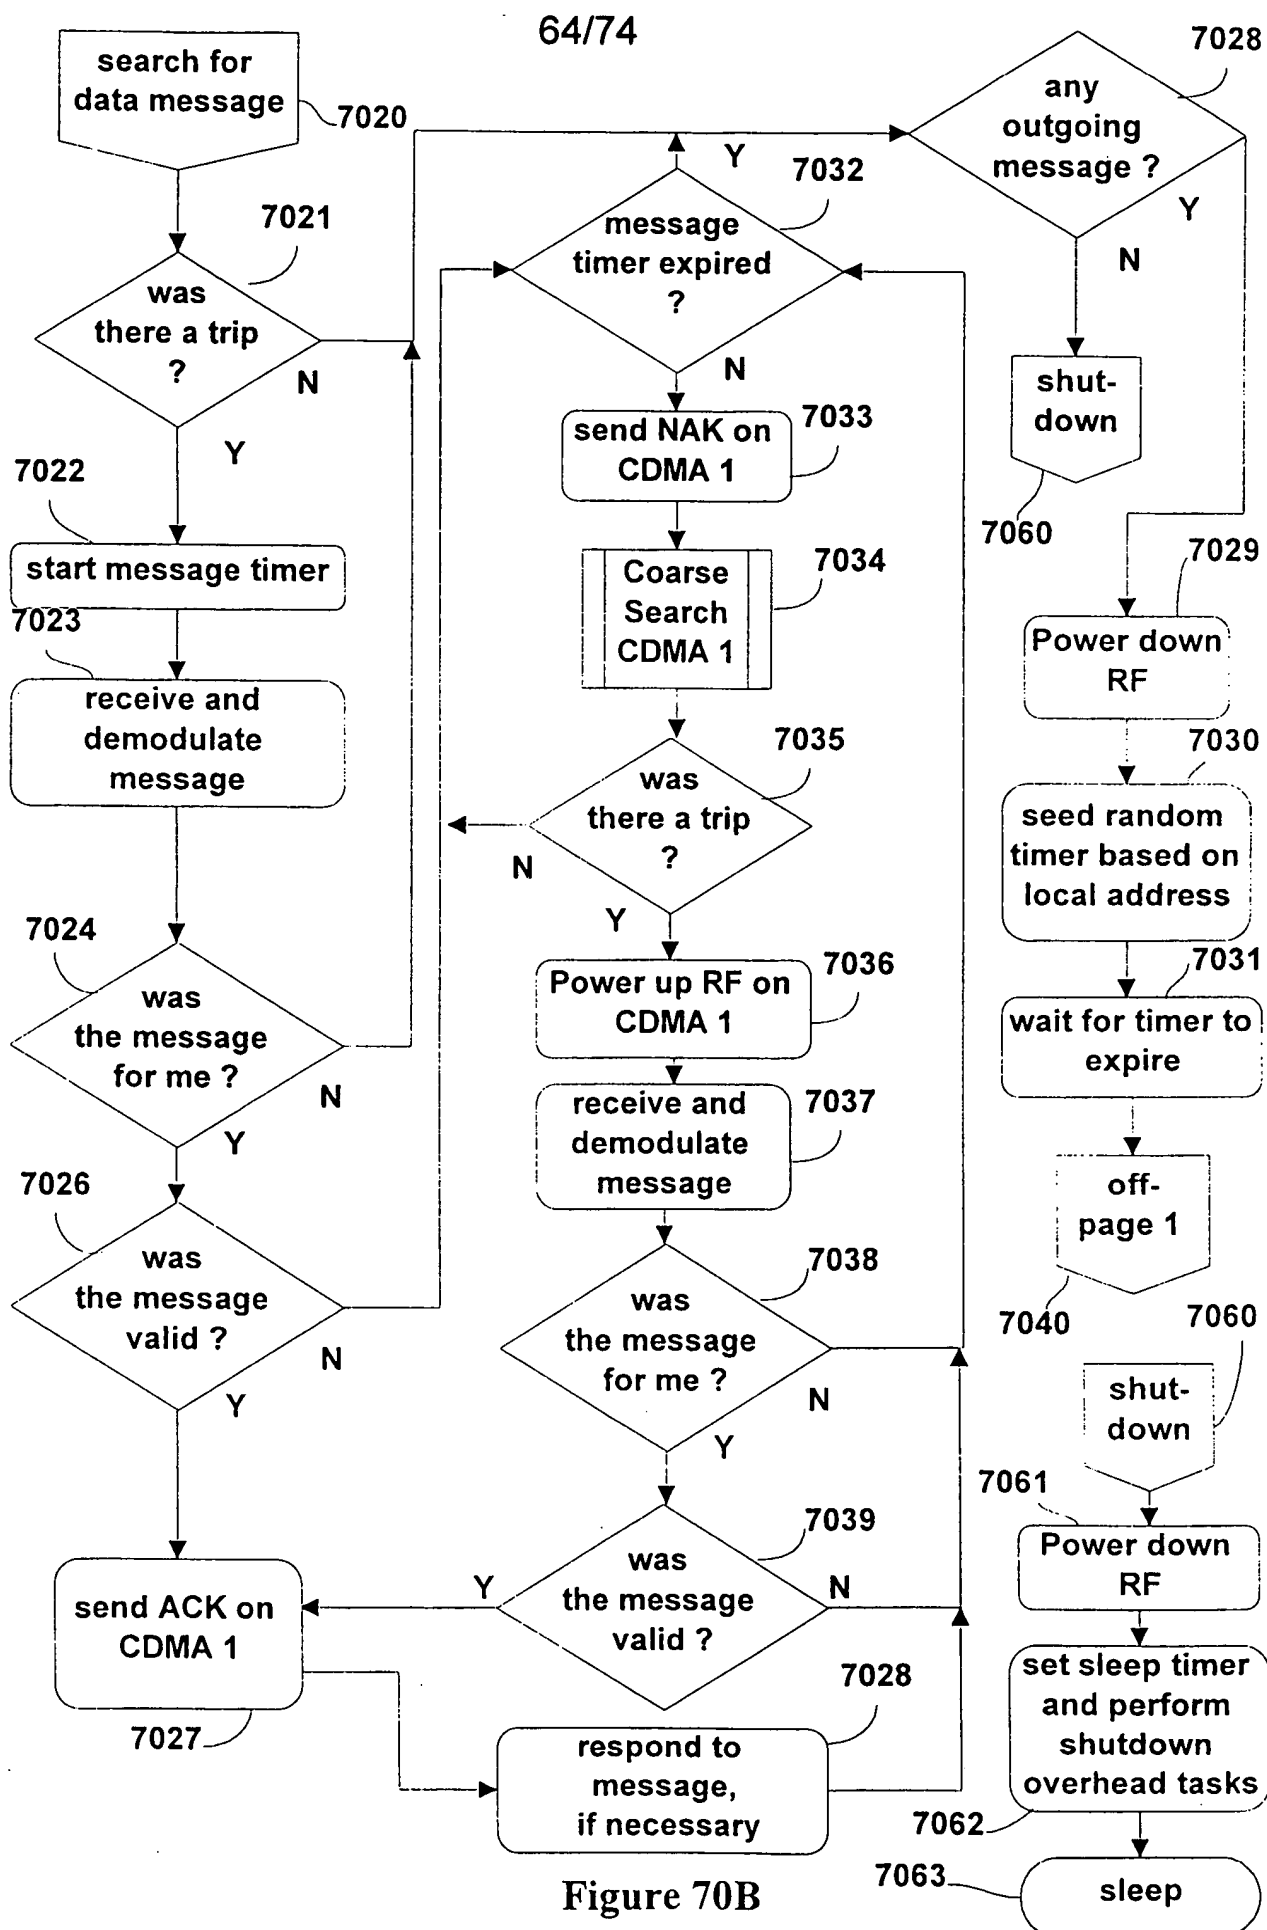 64/74
search for
data message
7020
7021
was
there a trip
?
N
Y
7022
start message timer
7023
receive and
demodulate
message
7024
was
the message
for me ?
N
Y
7026
was
the message
valid ?
N
Y
send ACK on
CDMA 1
7027
Y
7032
message
timer expired
?
N
send NAK on
CDMA 1
7033
Coarse
Search
CDMA 1
7034
7035
was
there a trip
?
N
Y
Power up RF on
CDMA 1
7036
receive and
demodulate
message
7037
7038
was
the message
for me ?
N
Y
7039
was
the message
valid ?
Y
N
7028
respond to
message,
if necessary
7028
any
outgoing
message ?
Y
N
shut-
down
7060
7029
Power down
RF
7030
seed random
timer based on
local address
7031
wait for timer to
expire
off-
page 1
7040
7060
shut-
down
7061
Power down
RF
set sleep timer
and perform
shutdown
overhead tasks
7062
7063
sleep
Figure 70B